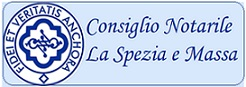 FIDEI ET VERITATIS ANCHORA
Consiglio Notarile
La Spezia e Massa